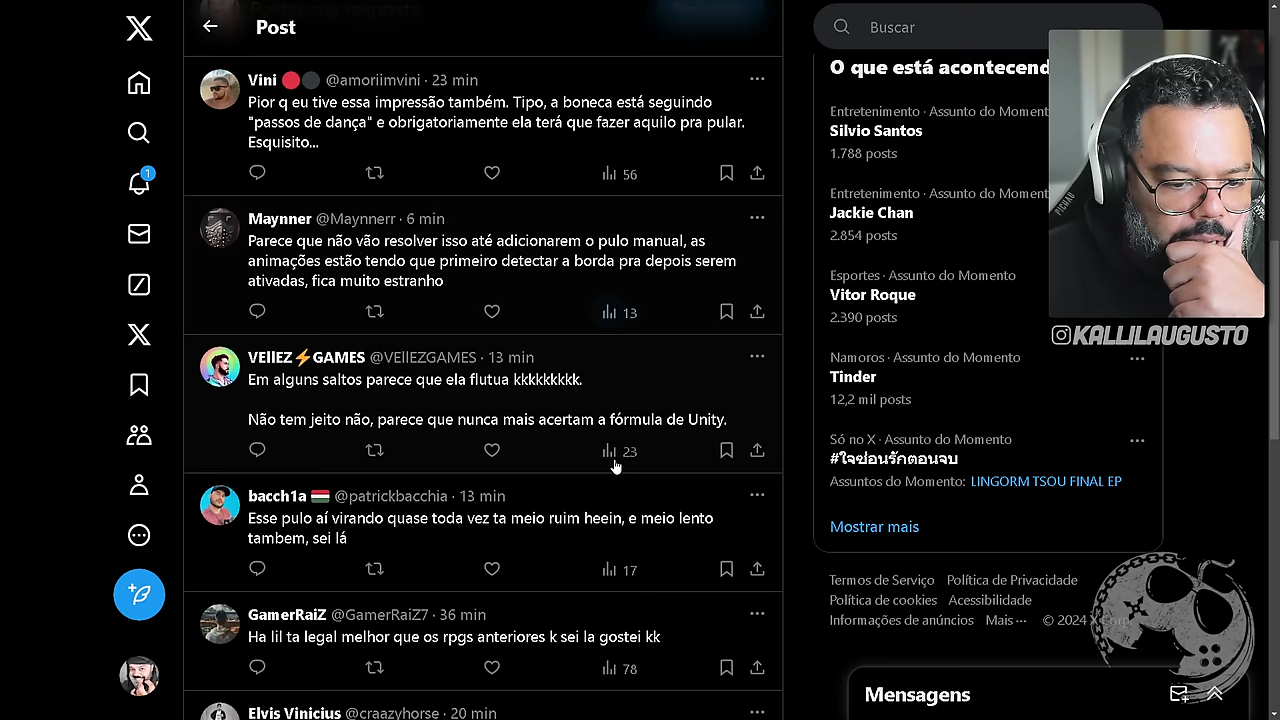 Post
Vini @amoriimvini · 23 min
Pior q eu tive essa impressão também. Tipo, a boneca está seguindo
"passos de dança" e obrigatoriamente ela terá que fazer aquilo pra pular.
Esquisito...
56
Maynner @Maynnerr · 6 min
Parece que não vão resolver isso até adicionarem o pulo manual, as
animações estão tendo que primeiro detectar a borda pra depois serem
ativadas, fica muito estranho
13
VEllEZ⚡GAMES @VEllEZGAMES · 13 min
Em alguns saltos parece que ela flutua kkkkkkkkk.
Não tem jeito não, parece que nunca mais acertam a fórmula de Unity.
23
bacch1a @patrickbacchia · 13 min
Esse pulo aí virando quase toda vez ta meio ruim heein, e meio lento
tambem, sei lá
17
GamerRaiZ @GamerRaiZ7 · 36 min
Ha lil ta legal melhor que os rpgs anteriores k sei la gostei kk
78
Elvis Vinicius @craazyhorse · 20 min
1
Buscar
O que está acontecend
Entretenimento · Assunto do Moment
Silvio Santos
1.788 posts
Entretenimento · Assunto do Moment
Jackie Chan
2.854 posts
Esportes · Assunto do Momento
Vitor Roque
2.390 posts
Namoros · Assunto do Momento
Tinder
12,2 mil posts
Só no X · Assunto do Momento
#ใจซ่อนรักตอนจบ
Assuntos do Momento: LINGORM TSOU FINAL EP
Mostrar mais
Termos de Serviço Política de Privacidade
Política de cookies Acessibilidade
Informações de anúncios Mais ··· © 2024 X Corp
Mensagens
PICHAU
KALLILAUGUSTO